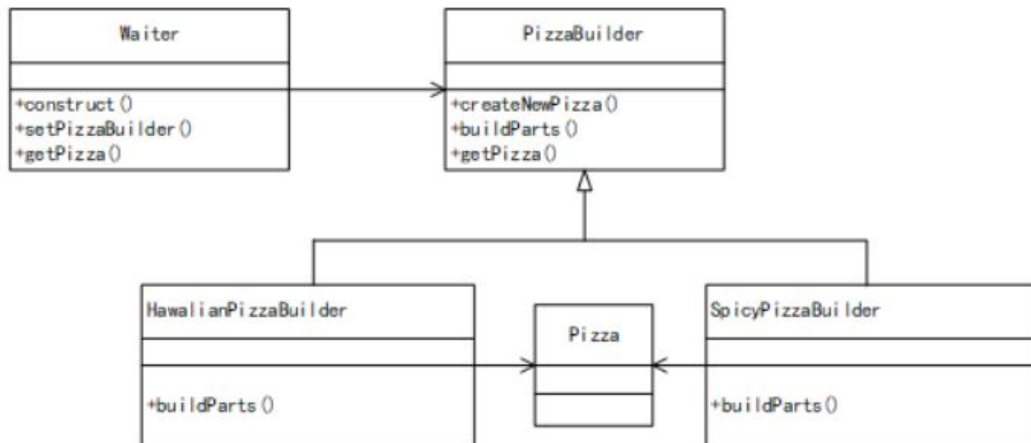 Waiter
+construct()
+setPizzaBuilder()
+getPizza()
PizzaBuilder
+createNewPizza()
+buildParts()
+getPizza()
HawalianPizzaBuilder
+buildParts()
Pizza
SpicyPizzaBuilder
+buildParts()